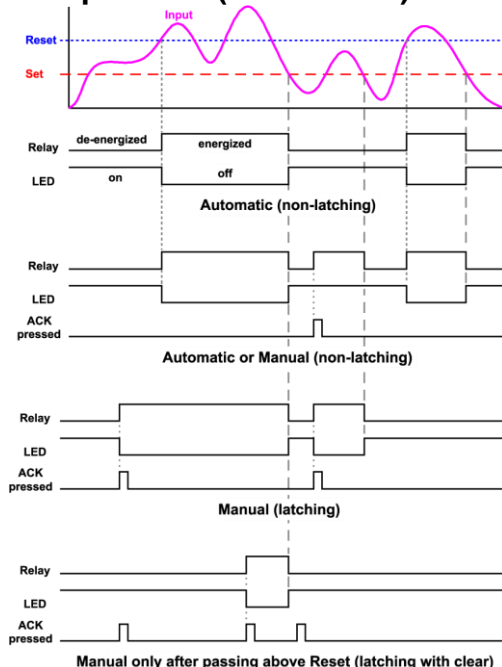 Input
Reset
Set
de-energized energized
Relay
on off
LED
Automatic (non-latching)
Relay
LED
ACK
pressed
Automatic or Manual (non-latching)
Relay
LED
ACK
pressed
Manual (latching)
Relay
LED
ACK
pressed
Manual only after passing above Reset (latching with clear)